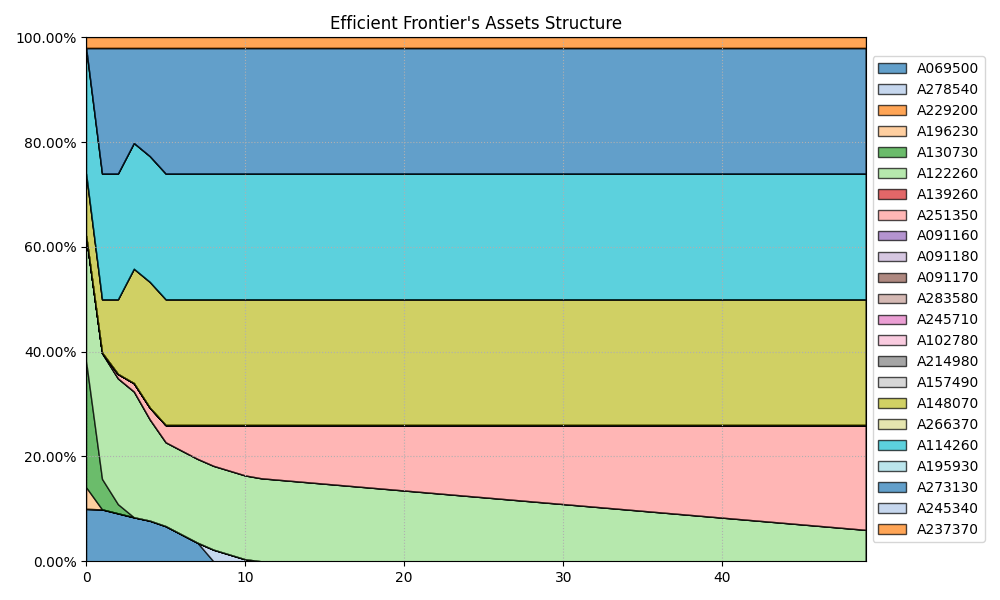 Efficient Frontier's Assets Structure
100.00%
80.00%
60.00%
40.00%
20.00%
0.00%
0
10
20
30
40
A069500
A278540
A229200
A196230
A130730
A122260
A139260
A251350
A091160
A091180
A091170
A283580
A245710
A102780
A214980
A157490
A148070
A266370
A114260
A195930
A273130
A245340
A237370